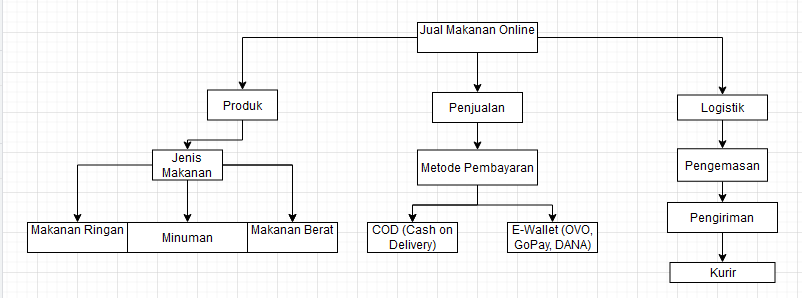 Jual Makanan Online
Produk
Penjualan
Logistik
Jenis
Makanan
Metode Pembayaran
Pengemasan
Makanan Ringan
Minuman
Makanan Berat
COD (Cash on
Delivery)
E-Wallet (OVO,
GoPay, DANA)
Pengiriman
Kurir